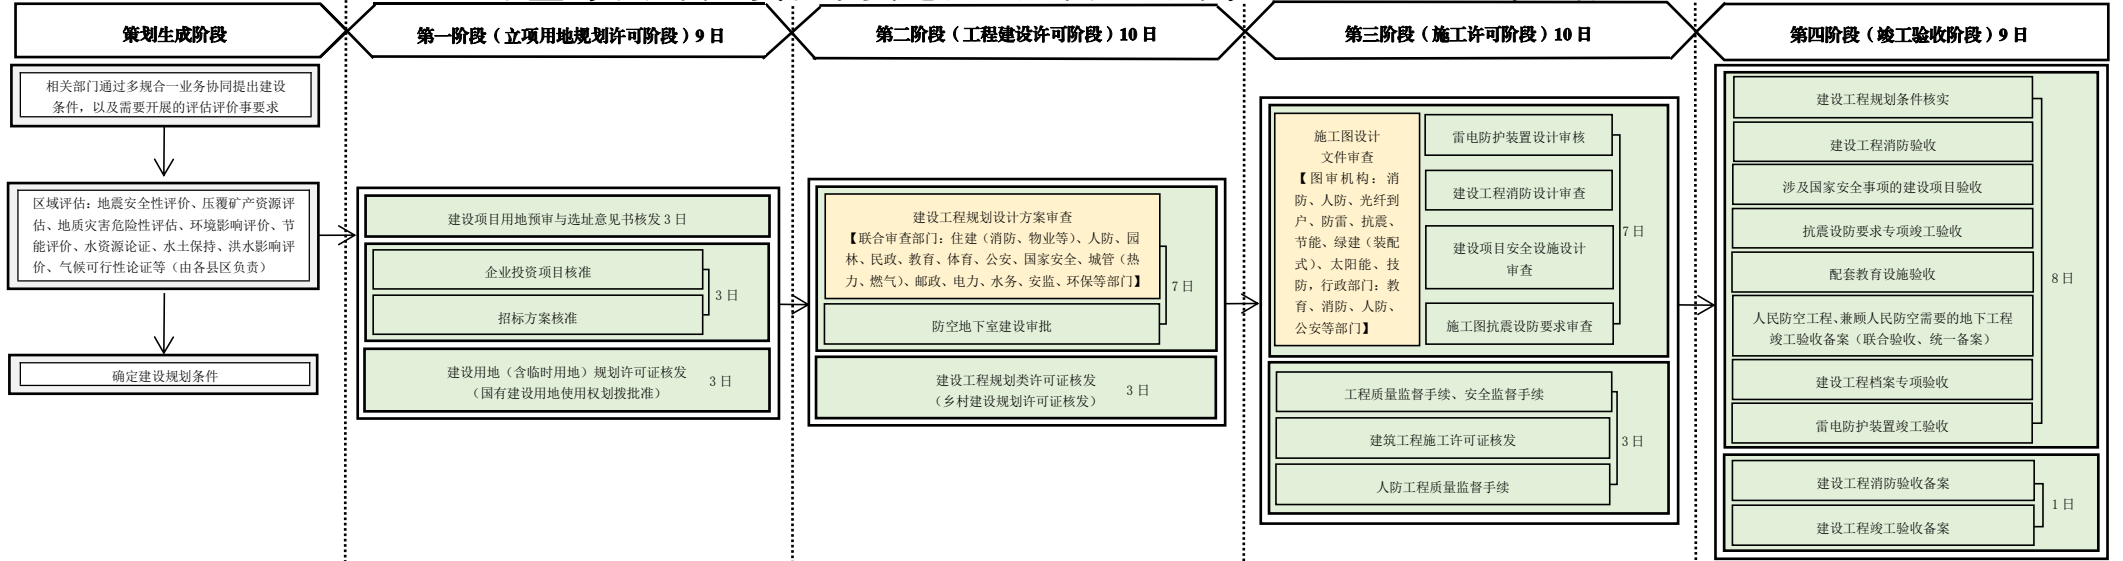 策划生成阶段
相关部门通过多规合一业务协同提出建设
条件，以及需要开展的评估评价事要求
区域评估：地震安全性评价、压覆矿产资源评
估、地质灾害危险性评估、环境影响评价、节
能评价、水资源论证、水土保持、洪水影响评
价、气候可行性论证等（由各县区负责）
确定建设规划条件
第一阶段（立项用地规划许可阶段）9日
建设项目用地预审与选址意见书核发 3 日
企业投资项目核准
招标方案核准
3 日
建设用地（含临时用地）规划许可证核发
（国有建设用地使用权划拨批准）
3 日
第二阶段（工程建设许可阶段）10日
建设工程规划设计方案审查
【联合审查部门：住建（消防、物业等）、人防、园
林、民政、教育、体育、公安、国家安全、城管（热
力、燃气）、邮政、电力、水务、安监、环保等部门】
防空地下室建设审批
7 日
建设工程规划类许可证核发
（乡村建设规划许可证核发）
3 日
第三阶段（施工许可阶段）10日
施工图设计
文件审查
【图审机构：消
防、人防、光纤到
户、防雷、抗震、
节能、绿建（装配
式）、太阳能、技
防，行政部门：教
育、消防、人防、
公安等部门】
雷电防护装置设计审核
建设工程消防设计审查
建设项目安全设施设计
审查
施工图抗震设防要求审查
7 日
工程质量监督手续、安全监督手续
建筑工程施工许可证核发
人防工程质量监督手续
3 日
第四阶段（竣工验收阶段）9日
建设工程规划条件核实
建设工程消防验收
涉及国家安全事项的建设项目验收
抗震设防要求专项竣工验收
配套教育设施验收
人民防空工程、兼顾人民防空需要的地下工程
竣工验收备案（联合验收、统一备案）
建设工程档案专项验收
雷电防护装置竣工验收
8 日
建设工程消防验收备案
建设工程竣工验收备案
1 日